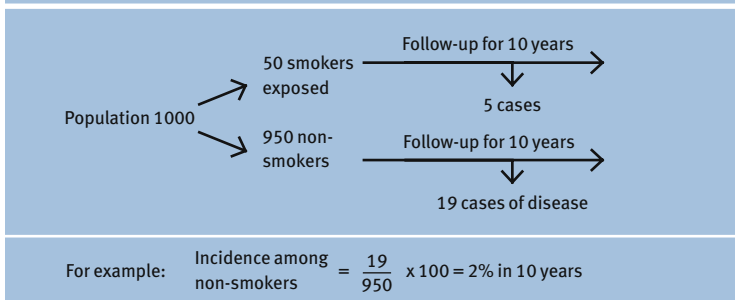 Follow-up for 10 years
50 smokers
exposed
5 cases
Population 1000
950 non-
smokers
Follow-up for 10 years
19 cases of disease
For example: Incidence among non-smokers = 19/950 x 100 = 2% in 10 years